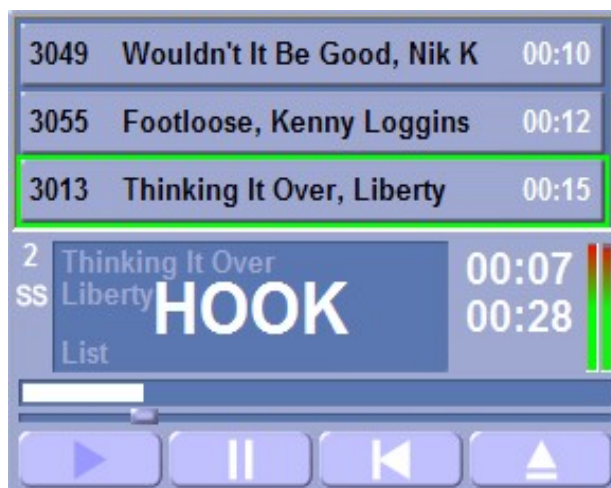 3049 Wouldn't It Be Good, Nik K 00:10
3055 Footloose, Kenny Loggins 00:12
3013 Thinking It Over, Liberty 00:15
2 Thinking It Over 00:07
SS Liberty HOOK 00:28
List